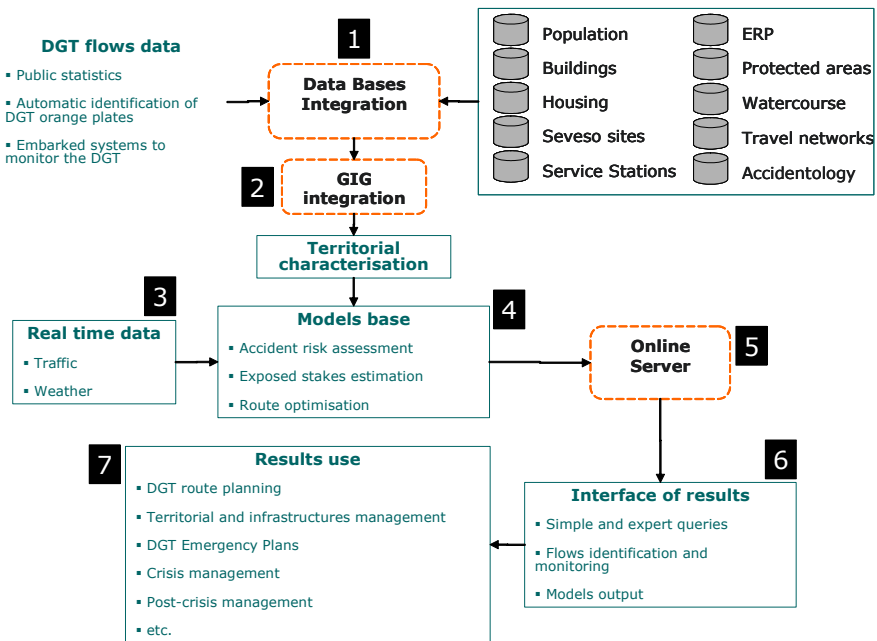 DGT flows data
▪ Public statistics
▪ Automatic identification of
DGT orange plates
▪ Embarked systems to
monitor the DGT
1
Data Bases
Integration
Population
Buildings
Housing
Seveso sites
Service Stations
ERP
Protected areas
Watercourse
Travel networks
Accidentology
2
GIG
integration
Territorial
characterisation
3
Real time data
▪ Traffic
▪ Weather
4
Models base
▪ Accident risk assessment
▪ Exposed stakes estimation
▪ Route optimisation
5
Online
Server
6
Interface of results
▪ Simple and expert queries
▪ Flows identification and
monitoring
▪ Models output
7
Results use
▪ DGT route planning
▪ Territorial and infrastructures management
▪ DGT Emergency Plans
▪ Crisis management
▪ Post-crisis management
▪ etc.